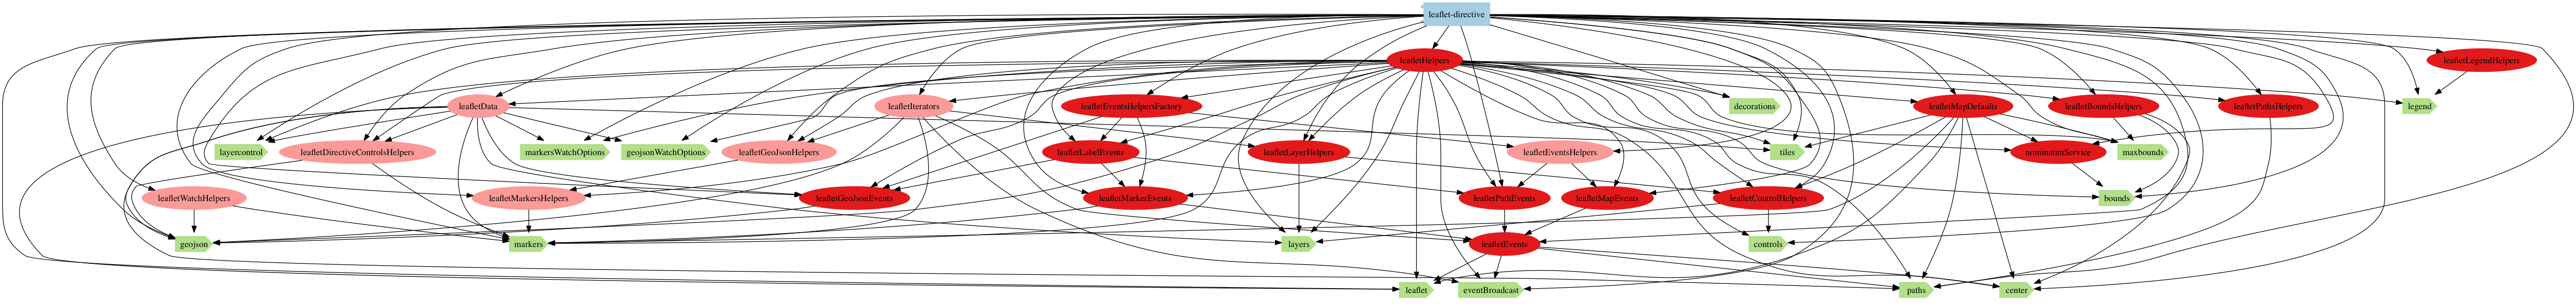 leaflet-directive
leafletHelpers
leafletLegendHelpers
leafletData
leafletIterators
leafletEventsHelpersFactory
decorations
leafletMapDefaults
leafletBoundsHelpers
leafletPathsHelpers
legend
layercontrol
leafletDirectiveControlsHelpers
markersWatchOptions
geojsonWatchOptions
leafletGeoJsonHelpers
leafletLabelEvents
leafletLayerHelpers
leafletEventsHelpers
tiles
nominatimService
maxbounds
leafletWatchHelpers
leafletMarkersHelpers
leafletGeoJsonEvents
leafletMarkerEvents
leafletPathEvents
leafletMapEvents
leafletControlHelpers
bounds
geojson
markers
layers
leafletEvents
controls
leaflet
eventBroadcast
paths
center